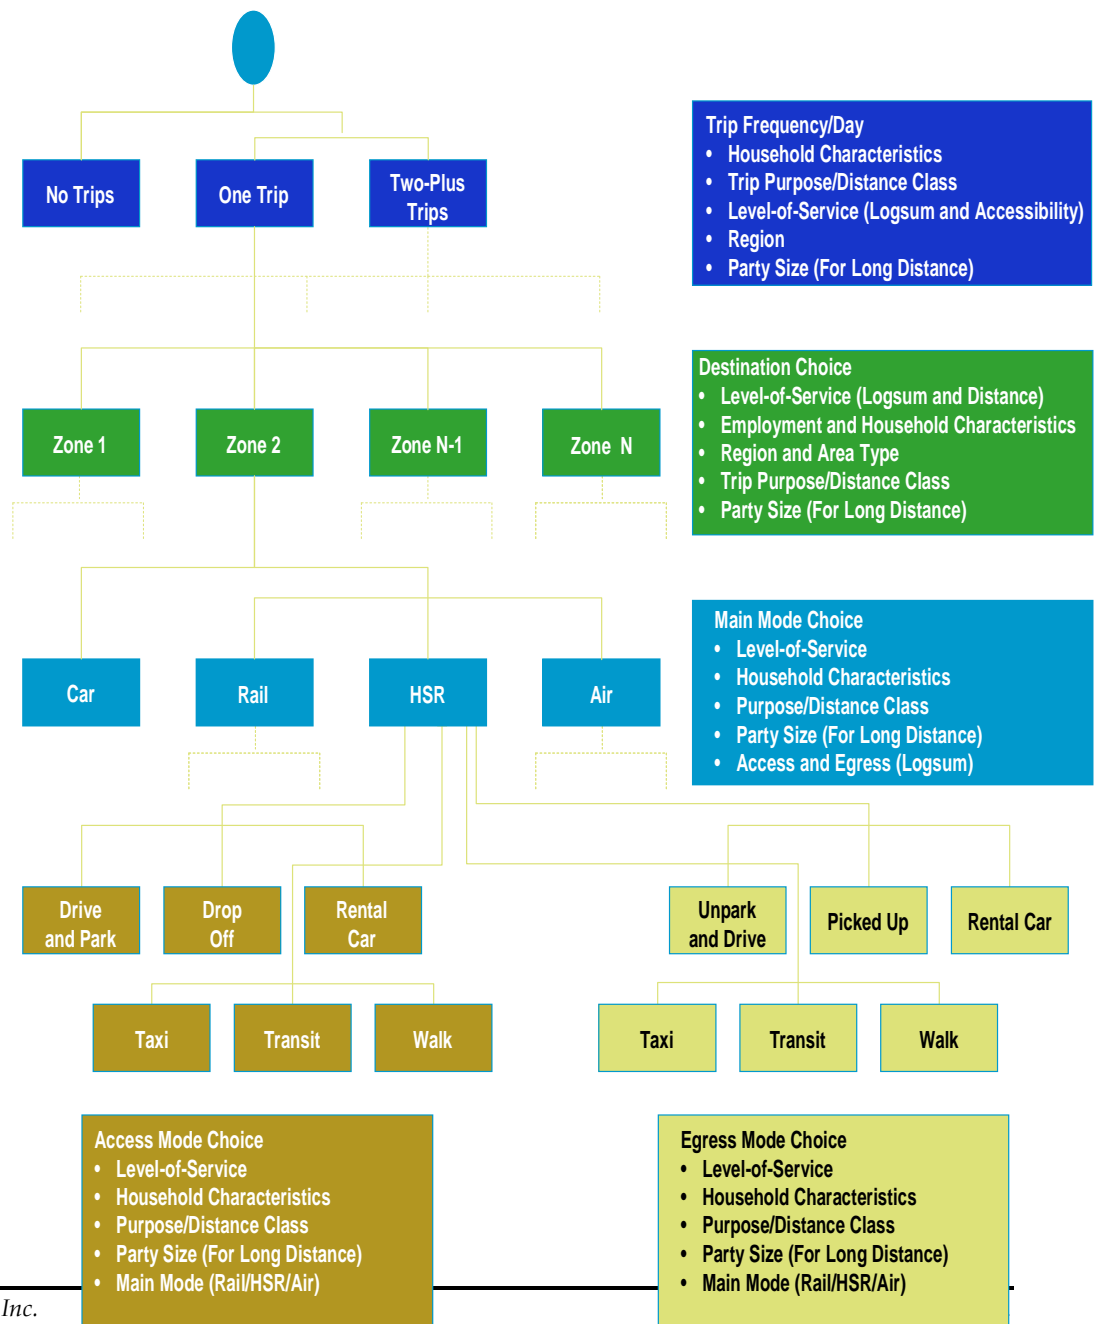 Trip Frequency/Day
• Household Characteristics
• Trip Purpose/Distance Class
• Level-of-Service (Logsum and Accessibility)
• Region
• Party Size (For Long Distance)
No Trips
One Trip
Two-Plus
Trips
Destination Choice
• Level-of-Service (Logsum and Distance)
• Employment and Household Characteristics
• Region and Area Type
• Trip Purpose/Distance Class
• Party Size (For Long Distance)
Zone 1
Zone 2
Zone N-1
Zone N
Main Mode Choice
• Level-of-Service
• Household Characteristics
• Purpose/Distance Class
• Party Size (For Long Distance)
• Access and Egress (Logsum)
Car
Rail
HSR
Air
Drive
and Park
Drop
Off
Rental
Car
Unpark
and Drive
Picked Up
Rental Car
Taxi
Transit
Walk
Taxi
Transit
Walk
Access Mode Choice
• Level-of-Service
• Household Characteristics
• Purpose/Distance Class
• Party Size (For Long Distance)
• Main Mode (Rail/HSR/Air)
Egress Mode Choice
• Level-of-Service
• Household Characteristics
• Purpose/Distance Class
• Party Size (For Long Distance)
• Main Mode (Rail/HSR/Air)
Inc.